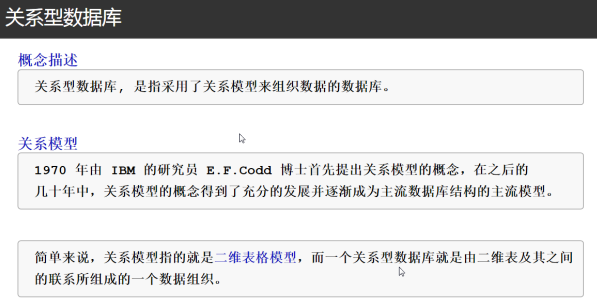 关系型数据库
概念描述
关系型数据库, 是指采用了关系模型来组织数据的数据库。
关系模型
1970 年由 IBM 的研究员 E.F.Codd 博士首先提出关系模型的概念，在之后的
几十年中，关系模型的概念得到了充分的发展并逐渐成为主流数据库结构的主流模型。
简单来说，关系模型指的就是二维表格模型，而一个关系型数据库就是由二维表及其之间
的联系所组成的一个数据组织。